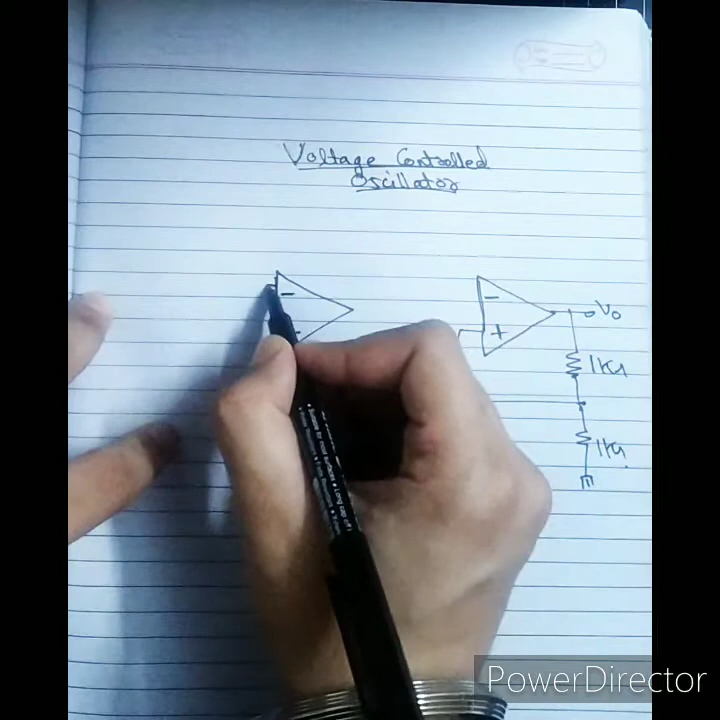 Voltage Controlled
Oscillator
−
−
+
Vo
1KΩ
1KΩ
PowerDirector